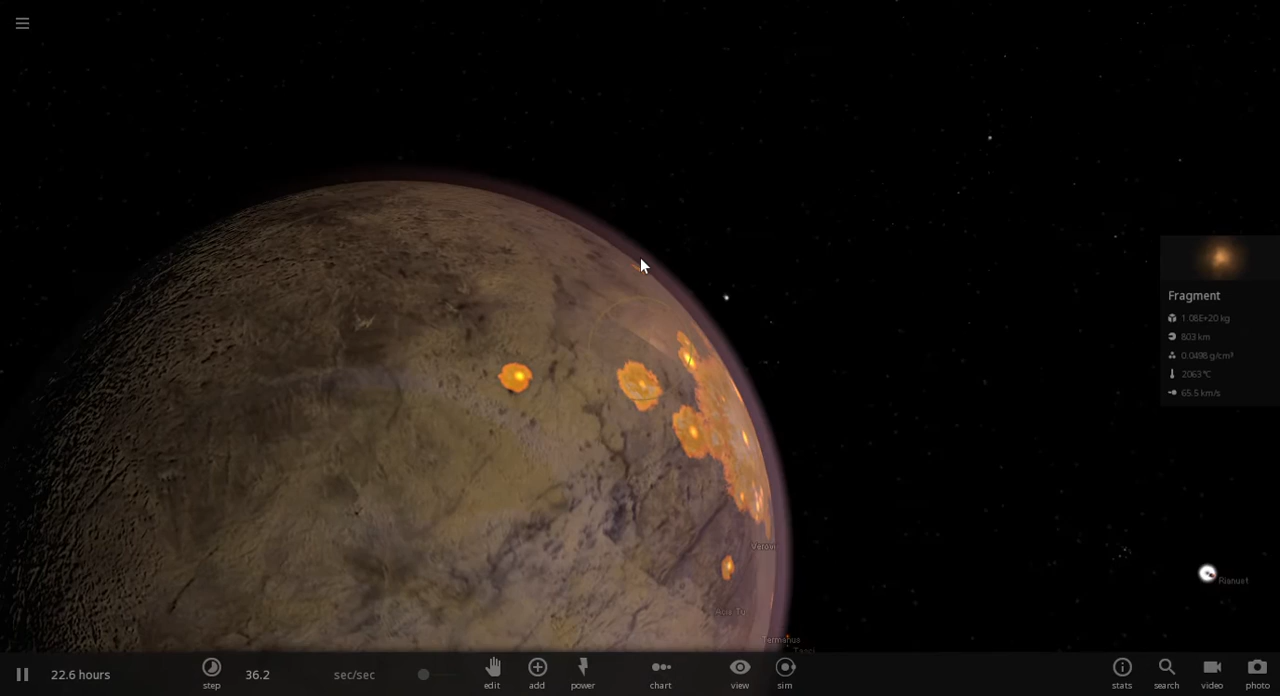 Fragment
1.08E+20 kg
803 km
0.0498 g/cm³
2063 °C
65.5 km/s
Rianust
22.6 hours
step
36.2
sec/sec
edit
add
power
chart
view
sim
stats
search
video
photo